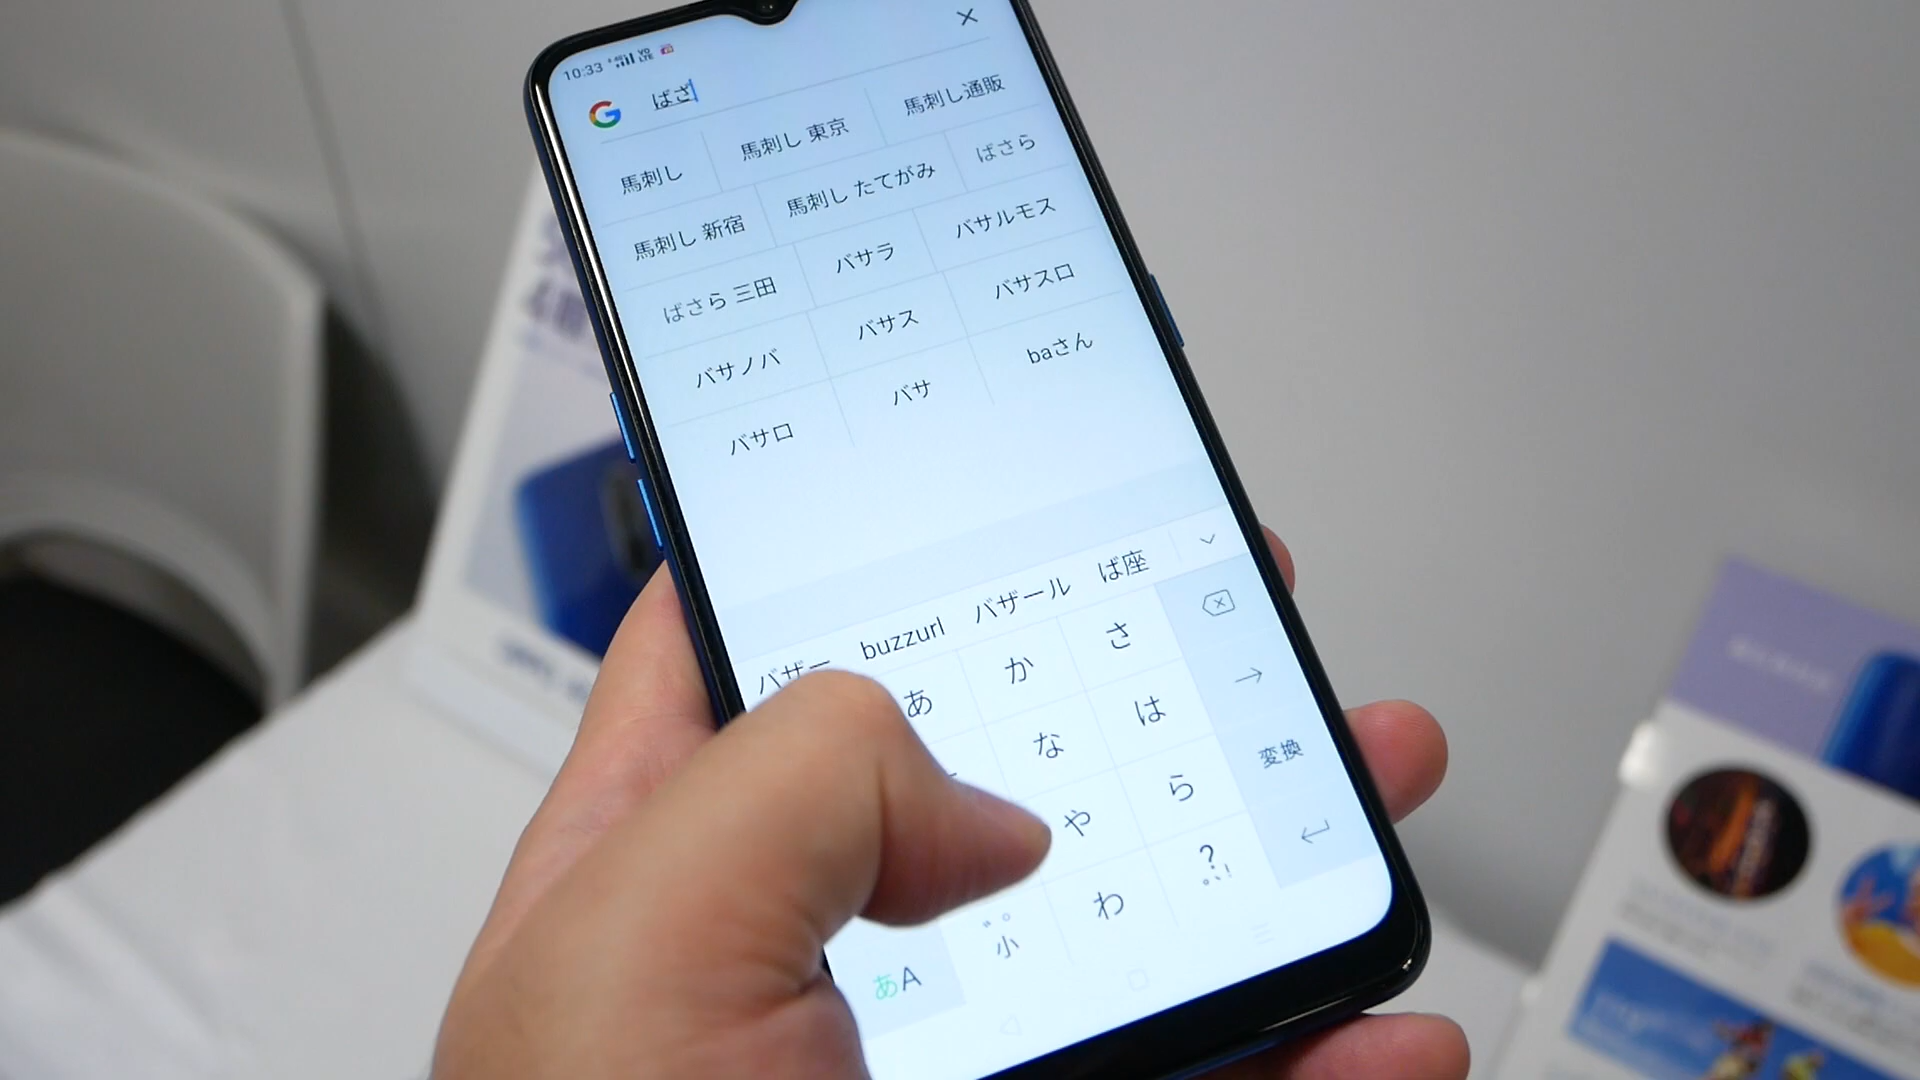 10:33
ばざ
馬刺し 馬刺し 東京 馬刺し通販
馬刺し 新宿 馬刺し たてがみ ばさら
ばさら 三田 バサラ バサルモス
バサノバ バサス バサスロ
バサロ バサ baさん
バザー buzzurl バザール ば座
あ か さ
な は
や ら 変換
小 わ ?
あA